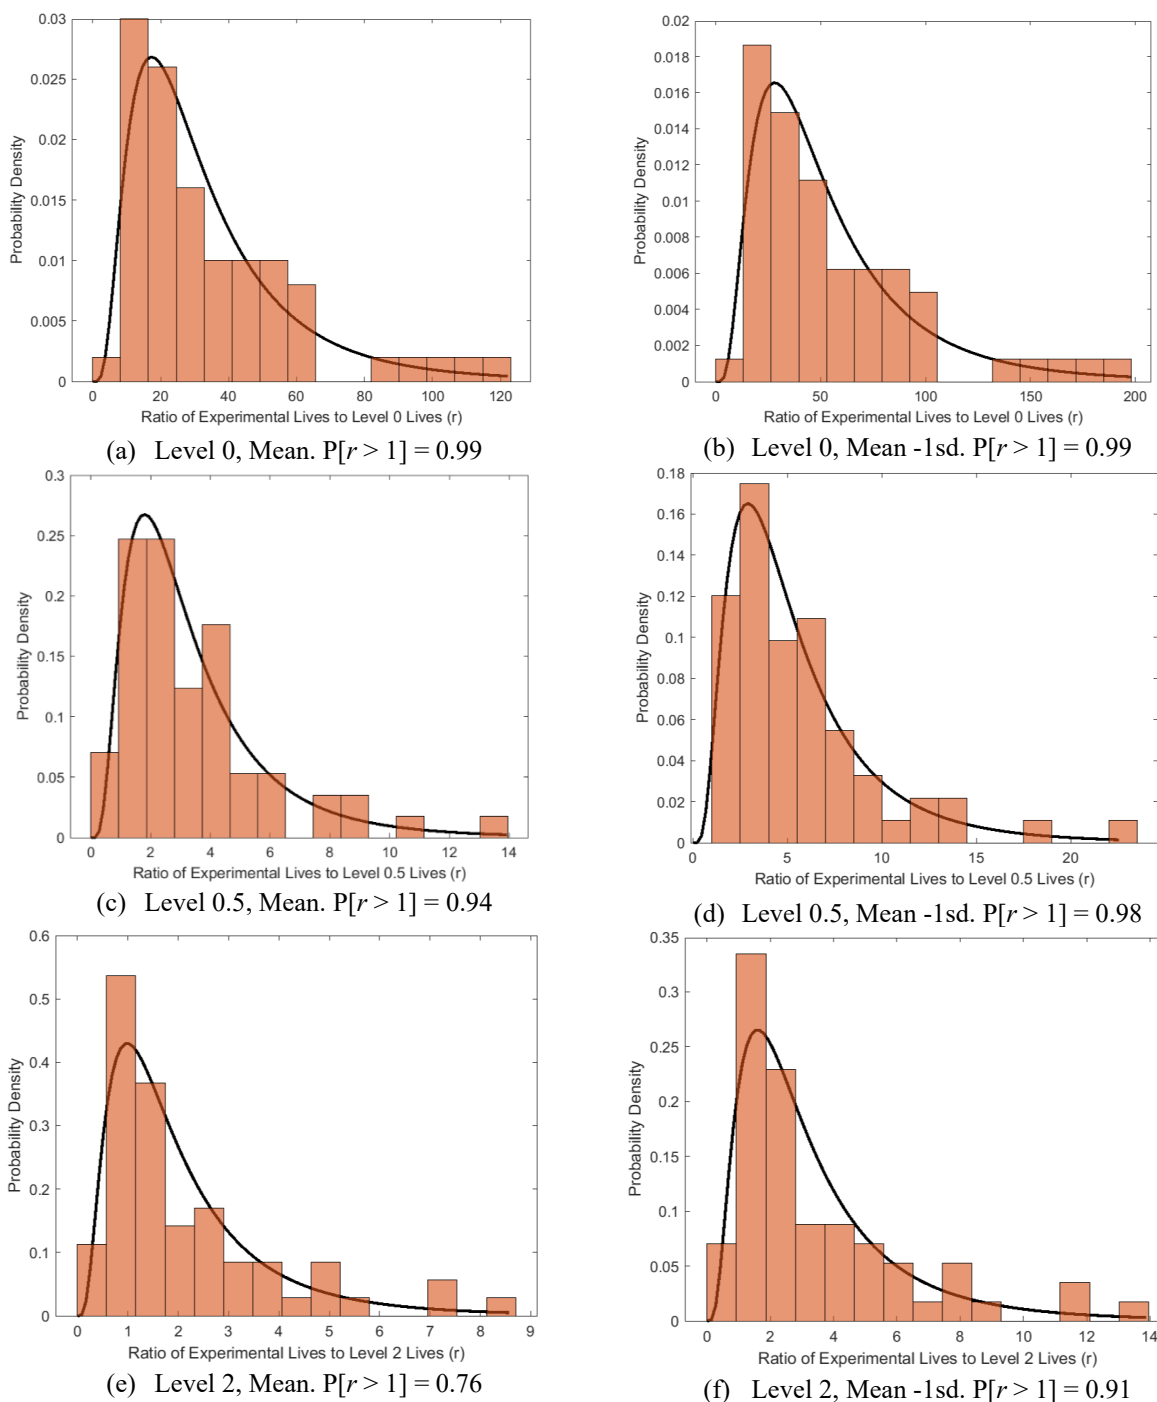 0.03
0.025
0.02
0.015
0.01
0.005
0
Probability Density
0 20 40 60 80 100 120
Ratio of Experimental Lives to Level 0 Lives (r)
(a) Level 0, Mean. P[r > 1] = 0.99
0.02
0.018
0.016
0.014
0.012
0.01
0.008
0.006
0.004
0.002
0
Probability Density
0 50 100 150 200
Ratio of Experimental Lives to Level 0 Lives (r)
(b) Level 0, Mean -1sd. P[r > 1] = 0.99
0.3
0.25
0.2
0.15
0.1
0.05
0
Probability Density
0 2 4 6 8 10 12 14
Ratio of Experimental Lives to Level 0.5 Lives (r)
(c) Level 0.5, Mean. P[r > 1] = 0.94
0.18
0.16
0.14
0.12
0.1
0.08
0.06
0.04
0.02
0
Probability Density
0 5 10 15 20
Ratio of Experimental Lives to Level 0.5 Lives (r)
(d) Level 0.5, Mean -1sd. P[r > 1] = 0.98
0.6
0.5
0.4
0.3
0.2
0.1
0
Probability Density
0 1 2 3 4 5 6 7 8 9
Ratio of Experimental Lives to Level 2 Lives (r)
(e) Level 2, Mean. P[r > 1] = 0.76
0.35
0.3
0.25
0.2
0.15
0.1
0.05
0
Probability Density
0 2 4 6 8 10 12 14
Ratio of Experimental Lives to Level 2 Lives (r)
(f) Level 2, Mean -1sd. P[r > 1] = 0.91